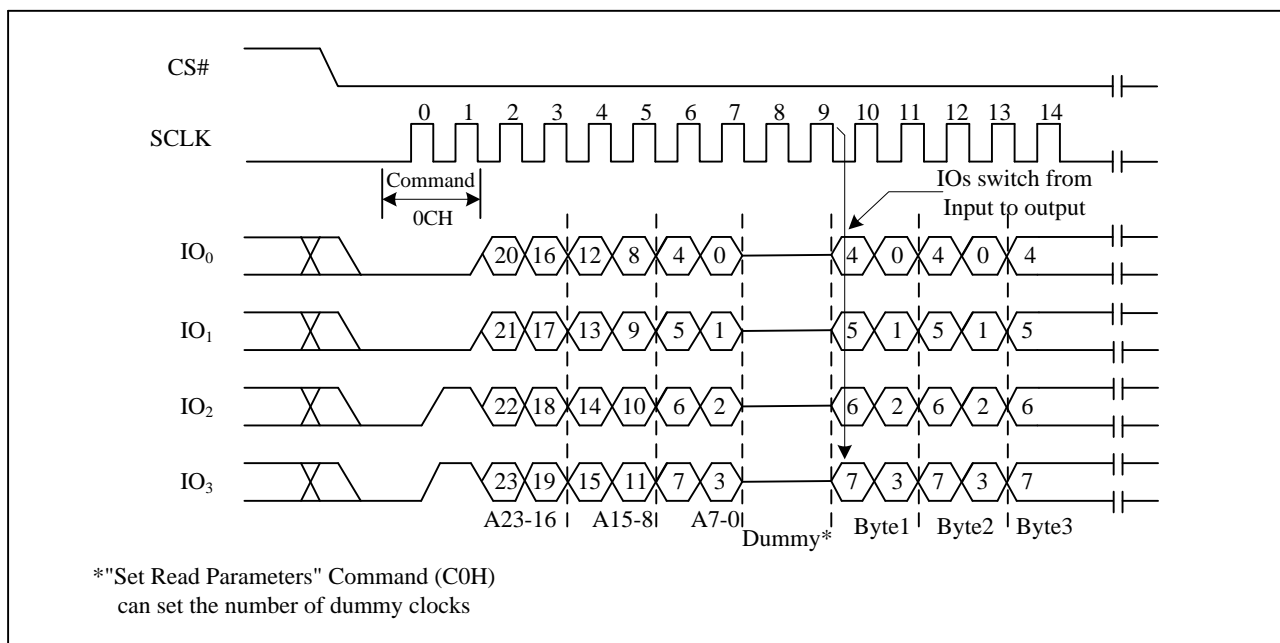 CS#
0 1 2 3 4 5 6 7 8 9 10 11 12 13 14
SCLK
Command
0CH
IOs switch from
Input to output
IO0 20 16 12 8 4 0 4 0 4 0 4
IO1 21 17 13 9 5 1 5 1 5 1 5
IO2 22 18 14 10 6 2 6 2 6 2 6
IO3 23 19 15 11 7 3 7 3 7 3 7
A23-16 A15-8 A7-0
Dummy* Byte1 Byte2 Byte3
*"Set Read Parameters" Command (C0H)
can set the number of dummy clocks